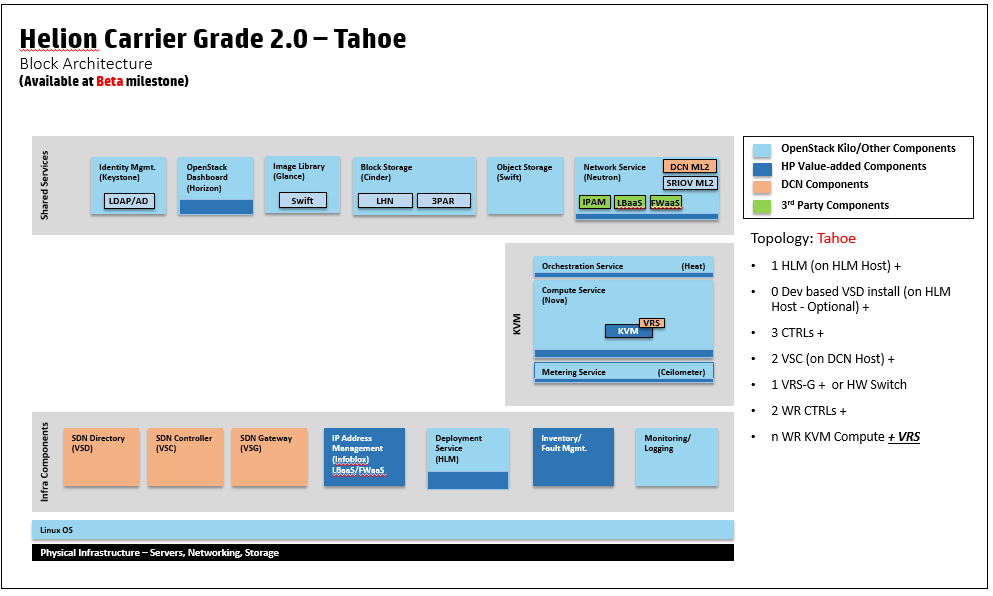 Helion Carrier Grade 2.0 – Tahoe
Block Architecture
(Available at Beta milestone)
Shared Services
Identity Mgmt.
(Keystone)
LDAP/AD
OpenStack
Dashboard
(Horizon)
Image Library
(Glance)
Swift
Block Storage
(Cinder)
LHN
3PAR
Object Storage
(Swift)
Network Service
(Neutron)
DCN ML2
SRIOV ML2
IPAM
LBaaS
FWaaS
OpenStack Kilo/Other Components
HP Value-added Components
DCN Components
3rd Party Components
KVM
Orchestration Service (Heat)
Compute Service
(Nova)
VRS
KVM
Metering Service (Ceilometer)
Topology: Tahoe
• 1 HLM (on HLM Host) +
• 0 Dev based VSD install (on HLM
Host - Optional) +
• 3 CTRLs +
• 2 VSC (on DCN Host) +
• 1 VRS-G + or HW Switch
• 2 WR CTRLs +
• n WR KVM Compute + VRS
Infra Components
SDN Directory
(VSD)
SDN Controller
(VSC)
SDN Gateway
(VSG)
IP Address
Management
(Infoblox)
LBaaS/FWaaS
Deployment
Service
(HLM)
Inventory/
Fault Mgmt.
Monitoring/
Logging
Linux OS
Physical Infrastructure – Servers, Networking, Storage